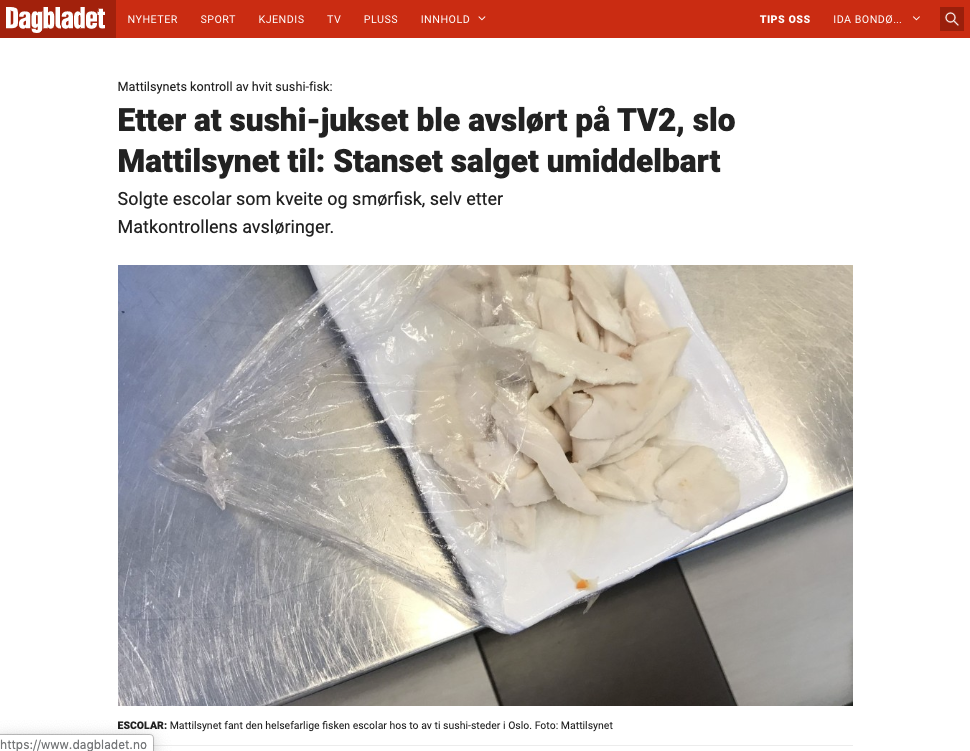 Dagbladet NYHETER SPORT KJENDIS TV PLUSS INNHOLD TIPS OSS IDA BONDØ...
Mattilsynets kontroll av hvit sushi-fisk:
Etter at sushi-jukset ble avslørt på TV2, slo
Mattilsynet til: Stanset salget umiddelbart
Solgte escolar som kveite og smørfisk, selv etter
Matkontrollens avsløringer.
ESCOLAR: Mattilsynet fant den helsefarlige fisken escolar hos to av ti sushi-steder i Oslo. Foto: Mattilsynet
https://www.dagbladet.no